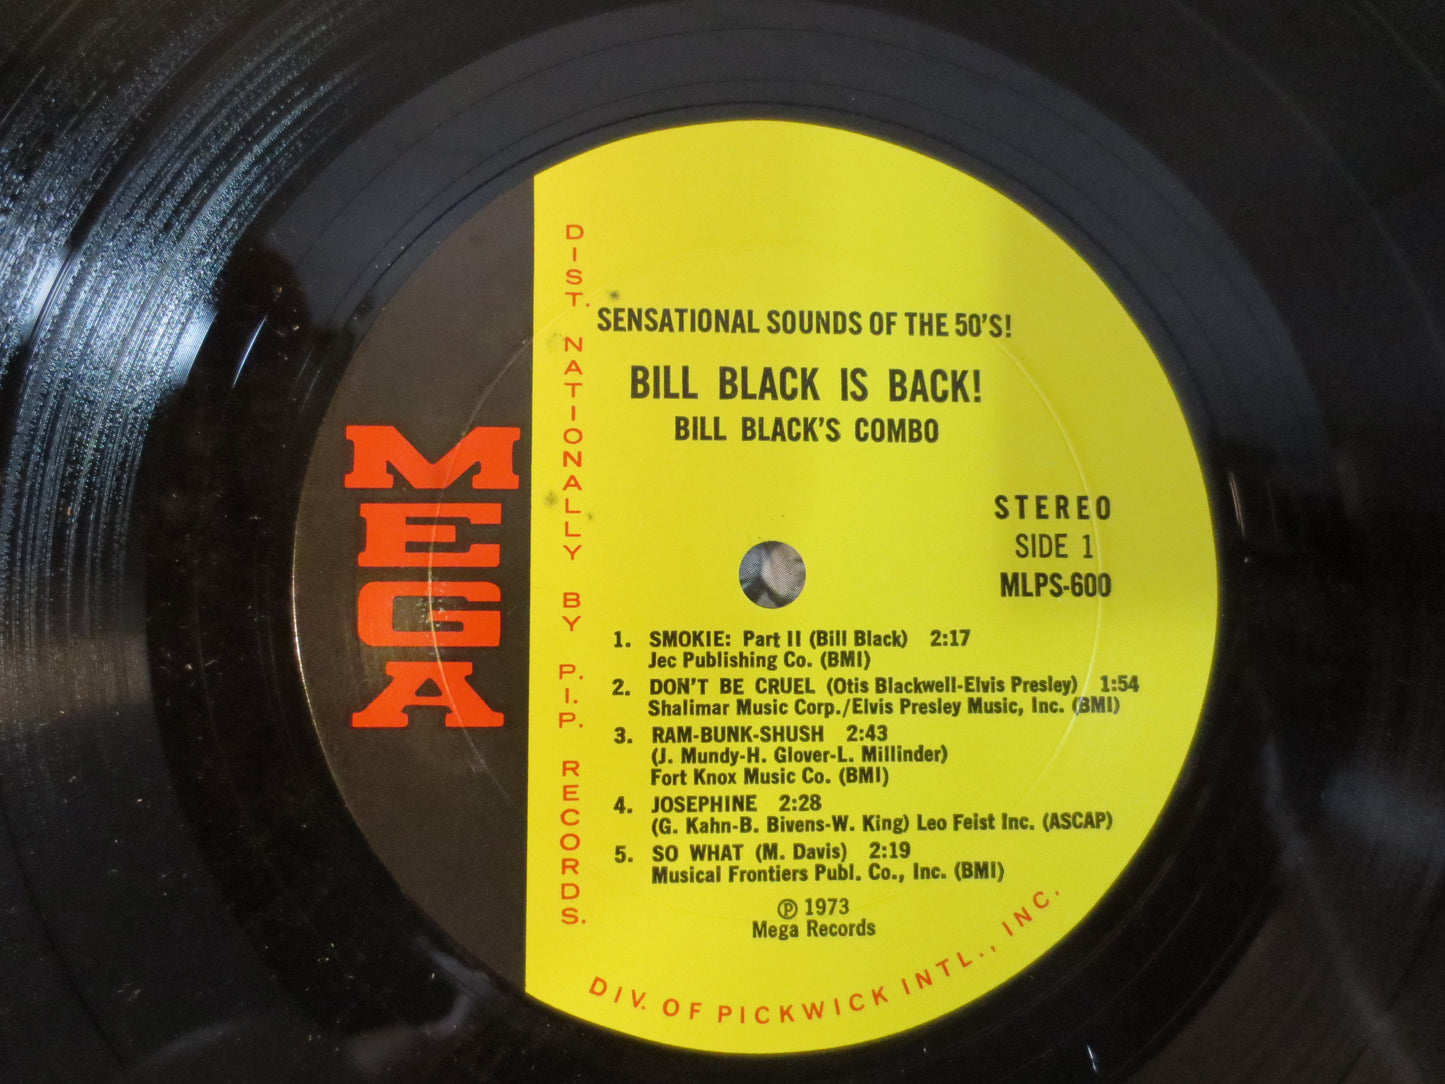 SENSATIONAL SOUNDS OF THE 50'S!
BILL BLACK IS BACK!
BILL BLACK'S COMBO
MEGA
DIST. NATIONALLY BY P.I.P. RECORDS.
STEREO
SIDE 1
MLPS-600
1. SMOKIE: Part II (Bill Black) 2:17
Jec Publishing Co. (BMI)
2. DON'T BE CRUEL (Otis Blackwell-Elvis Presley) 1:54
Shalimar Music Corp./Elvis Presley Music, Inc. (BMI)
3. RAM-BUNK-SHUSH 2:43
(J. Mundy-H. Glover-L. Millinder)
Fort Knox Music Co. (BMI)
4. JOSEPHINE 2:28
(G. Kahn-B. Bivens-W. King) Leo Feist Inc. (ASCAP)
5. SO WHAT (M. Davis) 2:19
Musical Frontiers Publ. Co., Inc. (BMI)
℗ 1973
Mega Records
DIV. OF PICKWICK INTL., INC.